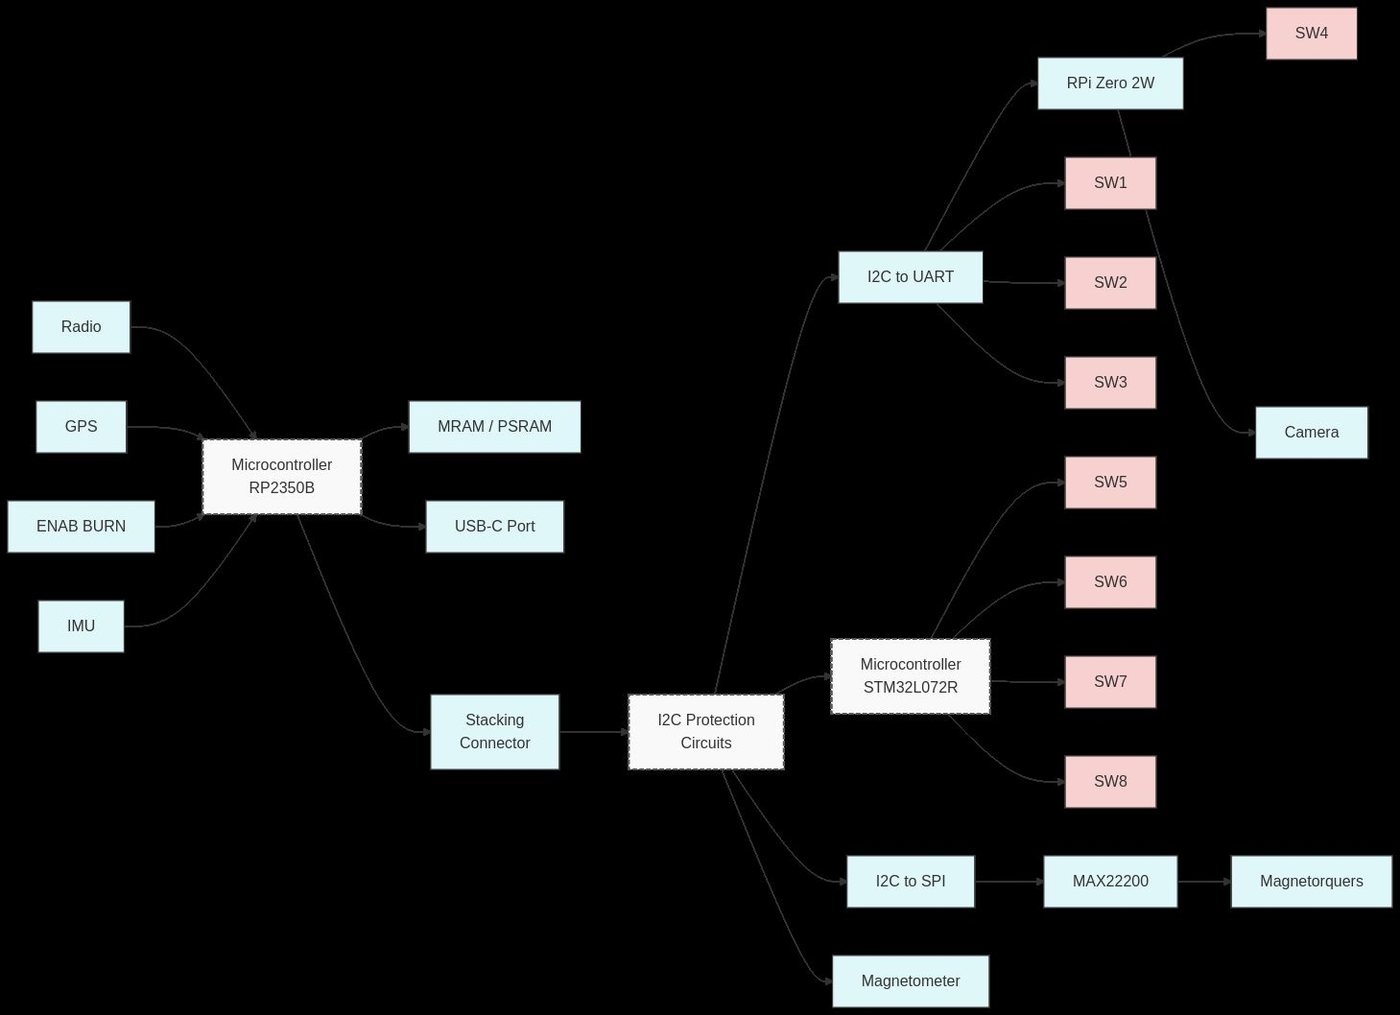 SW4
RPi Zero 2W
SW1
I2C to UART
SW2
Radio
SW3
GPS
MRAM / PSRAM
Camera
Microcontroller
RP2350B
SW5
ENAB BURN
USB-C Port
SW6
IMU
Microcontroller
STM32L072R
SW7
Stacking
Connector
I2C Protection
Circuits
SW8
I2C to SPI
MAX22200
Magnetorquers
Magnetometer